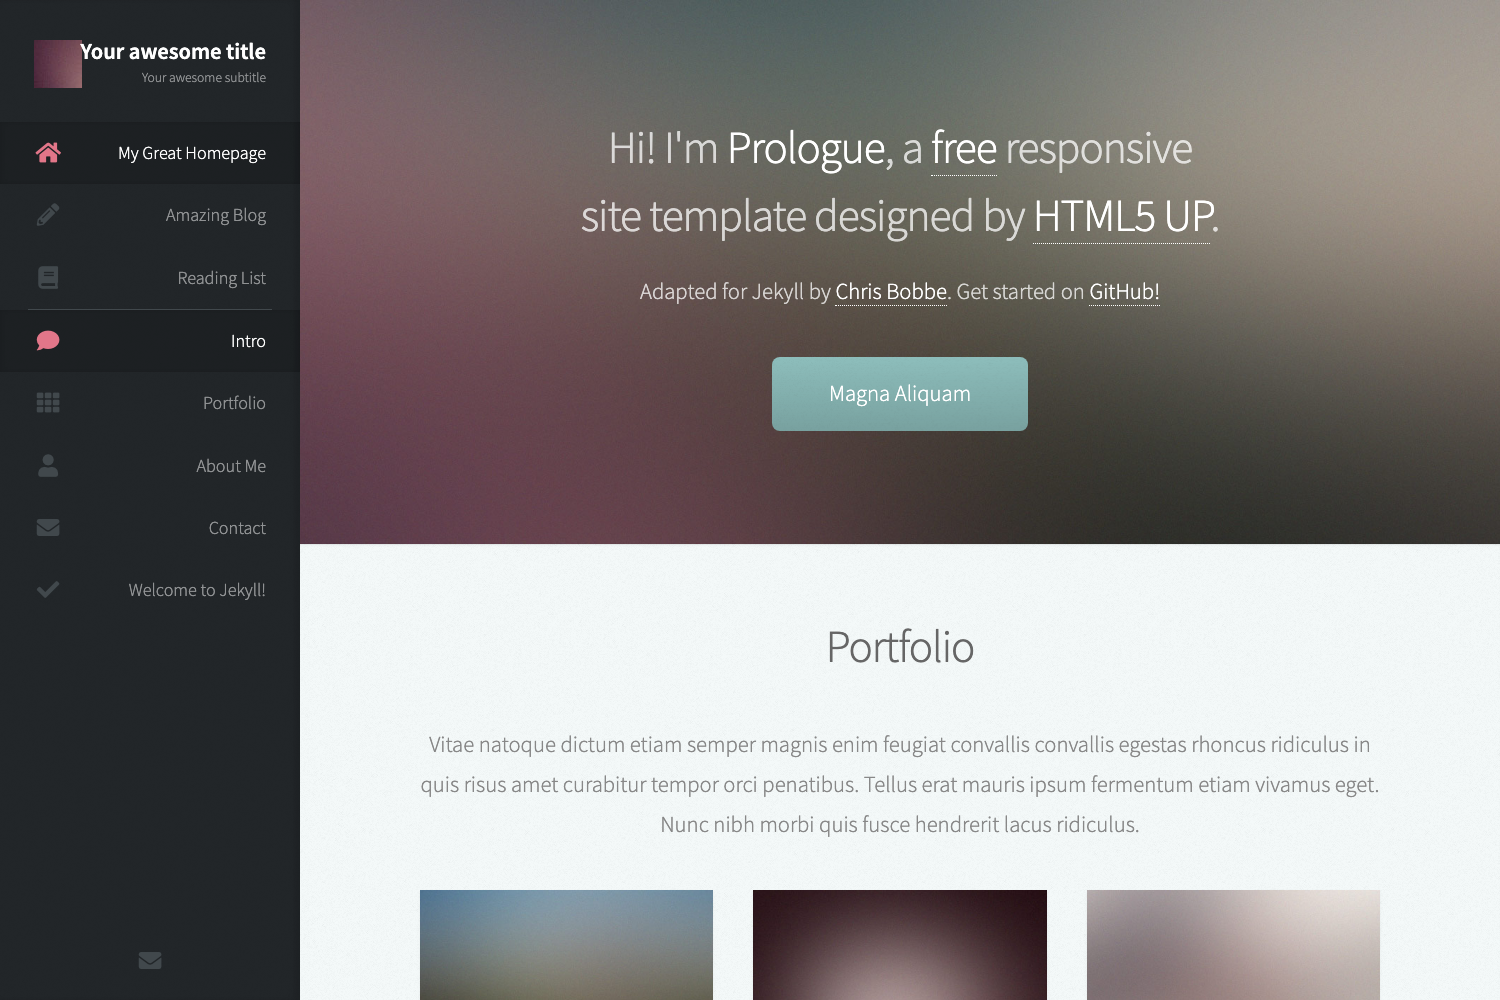 Your awesome title
Your awesome subtitle
My Great Homepage
Amazing Blog
Reading List
Intro
Portfolio
About Me
Contact
Welcome to Jekyll!
Hi! I'm Prologue, a free responsive
site template designed by HTML5 UP.
Adapted for Jekyll by Chris Bobbe. Get started on GitHub!
Magna Aliquam
Portfolio
Vitae natoque dictum etiam semper magnis enim feugiat convallis convallis egestas rhoncus ridiculus in
quis risus amet curabitur tempor orci penatibus. Tellus erat mauris ipsum fermentum etiam vivamus eget.
Nunc nibh morbi quis fusce hendrerit lacus ridiculus.